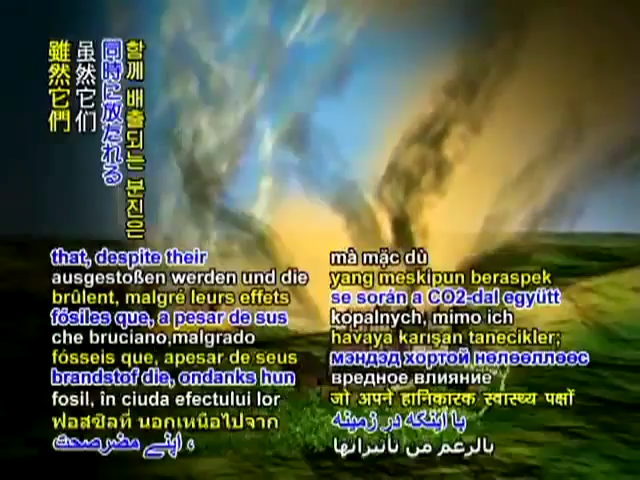 雖然它們
虽然它们
同時に放たれる
함께 배출되는 분진은
that, despite their
ausgestoßen werden und die
brûlent, malgré leurs effets
fósiles que, a pesar de sus
che bruciano,malgrado
fósseis que, apesar de seus
brandstof die, ondanks hun
fosil, în ciuda efectului lor
ฟอสซิลที่ นอกเหนือไปจาก
، اپنے مضر صحت
mà mặc dù
yang meskipun beraspek
se során a CO2-dal együtt
kopalnych, mimo ich
havaya karışan tanecikler;
мэндэд хортой нөлөөллөөс
вредное влияние
जो अपने हानिकारक स्वास्थ्य पक्षों
با اینکه در زمینه
بالرغم من تأثيراتها